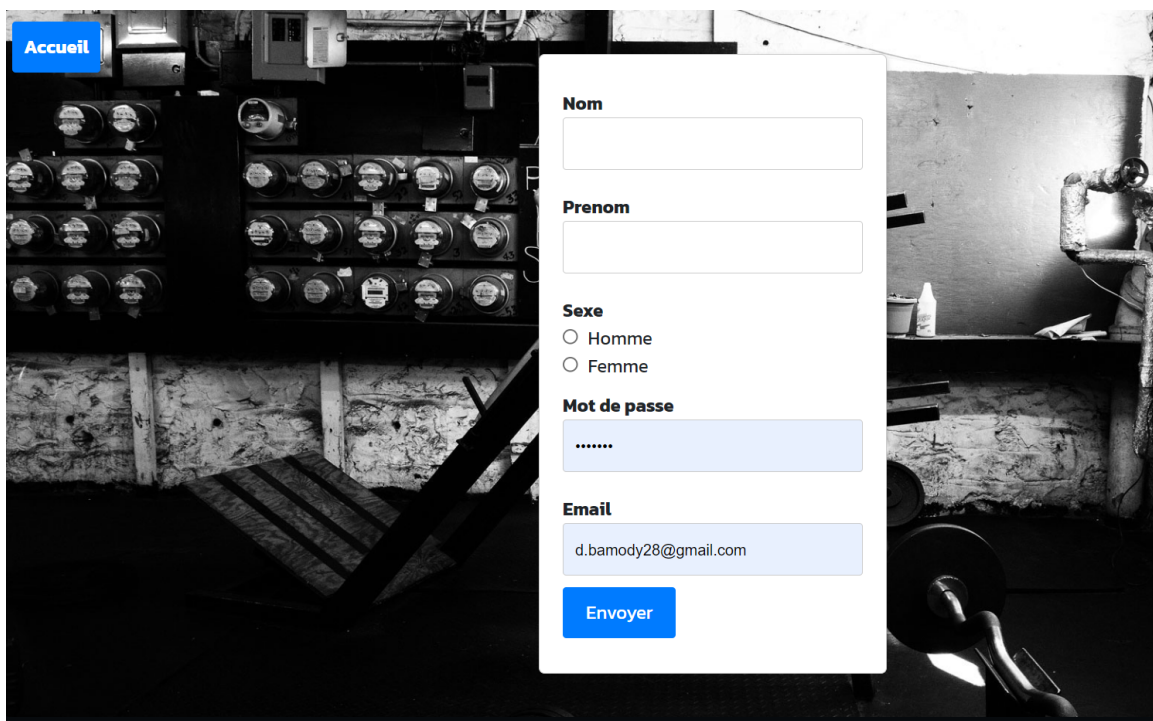 Accueil
Nom
Prenom
Sexe
Homme
Femme
Mot de passe
•••••••
Email
d.bamody28@gmail.com
Envoyer